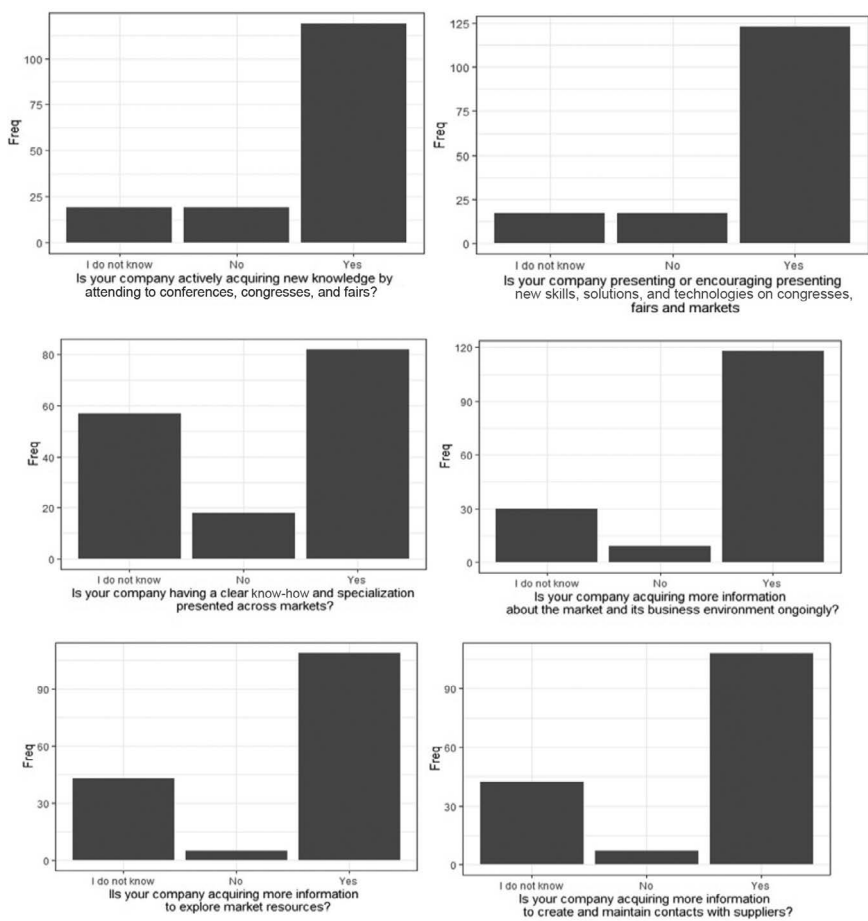 100
75
50
25
0
Freq
I do not know No Yes
Is your company actively acquiring new knowledge by
attending to conferences, congresses, and fairs?
125
100
75
50
25
0
Freq
I do not know No Yes
Is your company presenting or encouraging presenting
new skills, solutions, and technologies on congresses,
fairs and markets
80
60
40
20
0
Freq
I do not know No Yes
Is your company having a clear know-how and specialization
presented across markets?
120
90
60
30
0
Freq
I do not know No Yes
Is your company acquiring more information
about the market and its business environment ongoingly?
90
60
30
0
Freq
I do not know No Yes
IIs your company acquiring more information
to explore market resources?
90
60
30
0
Freq
I do not know No Yes
Is your company acquiring more information
to create and maintain contacts with suppliers?